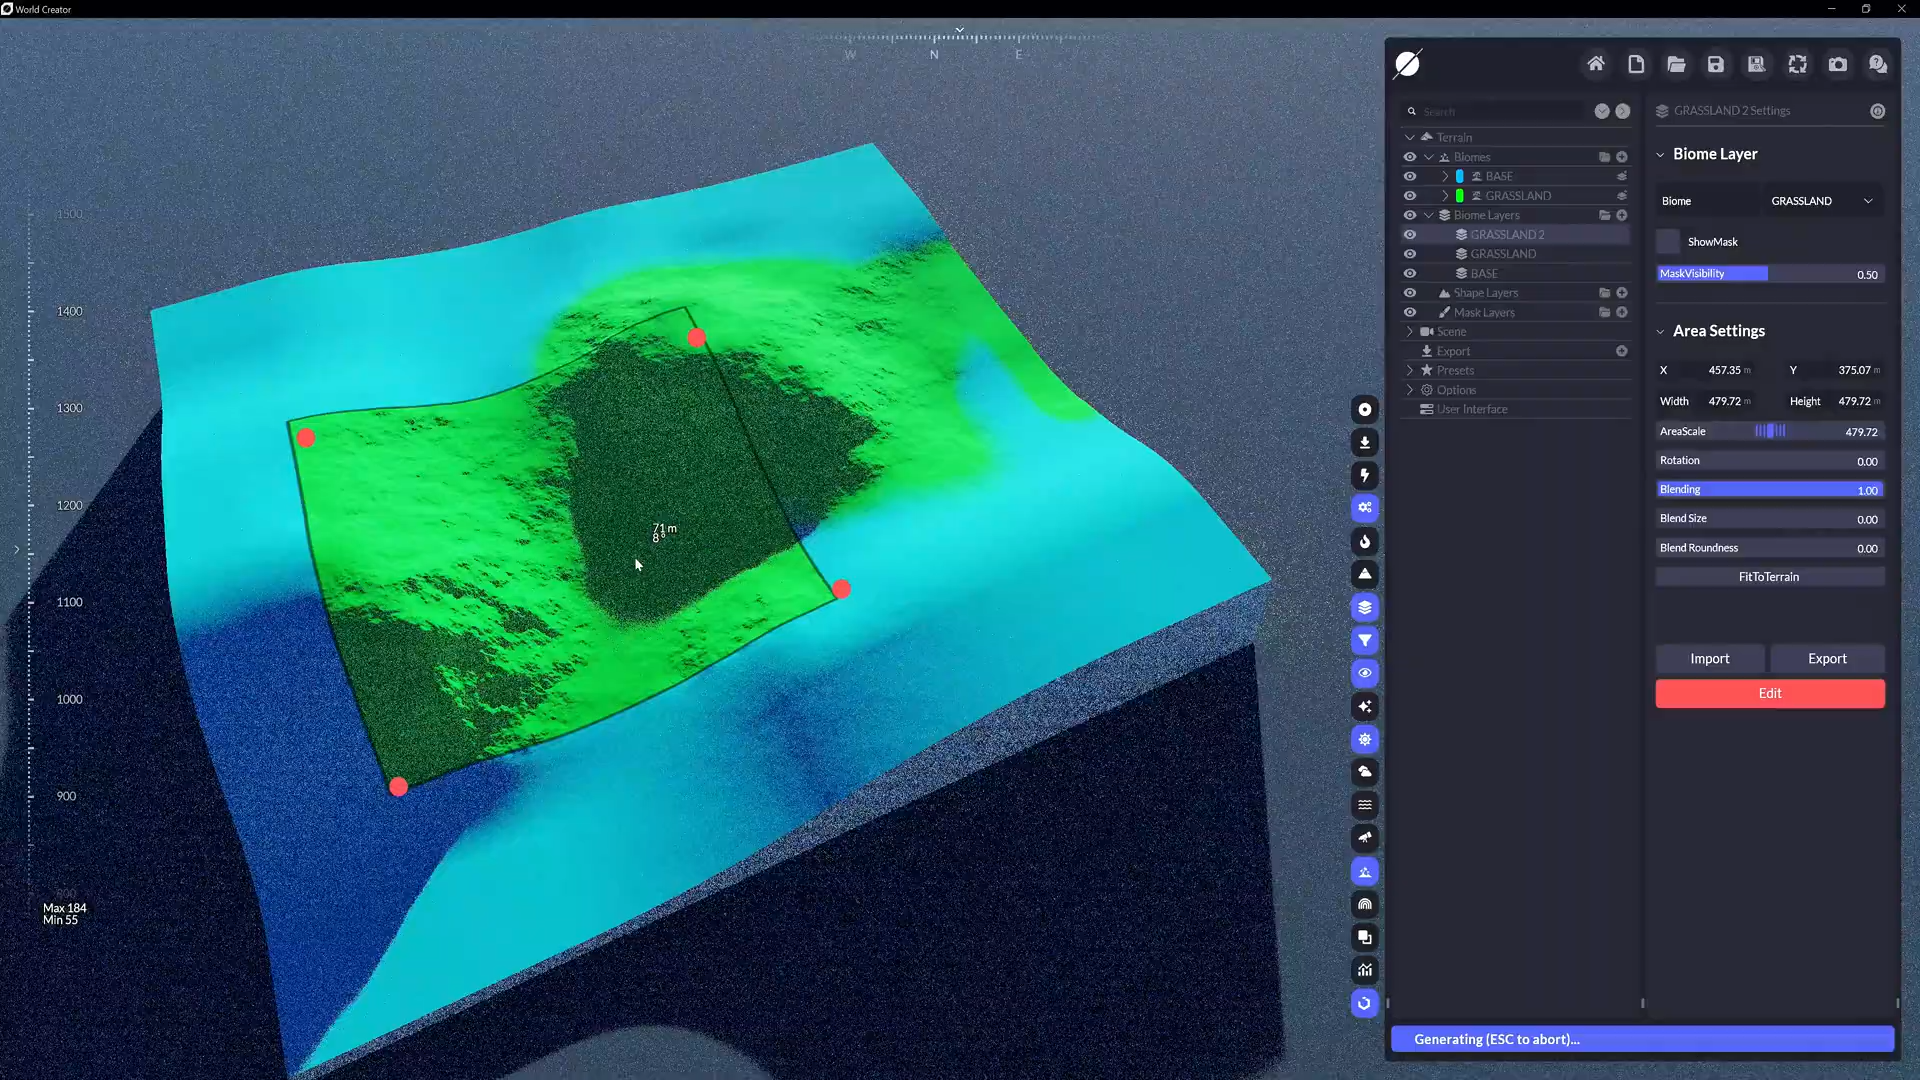 World Creator
W N E
1500
1400
1300
1200
1100
1000
900
800
Max 184
Min 55
71m
8°
Search
Terrain
Biomes
BASE
GRASSLAND
Biome Layers
GRASSLAND 2
GRASSLAND
BASE
Shape Layers
Mask Layers
Scene
Export
Presets
Options
User Interface
GRASSLAND 2 Settings
Biome Layer
Biome GRASSLAND
ShowMask
MaskVisibility 0.50
Area Settings
X 457.35 m Y 375.07 m
Width 479.72 m Height 479.72 m
AreaScale 479.72
Rotation 0.00
Blending 1.00
Blend Size 0.00
Blend Roundness 0.00
FitToTerrain
Import Export
Edit
Generating (ESC to abort)...